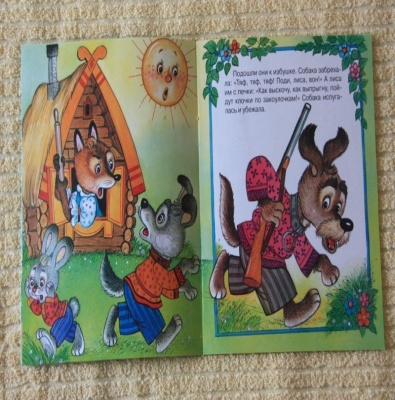 Подошли они к избушке. Собака забреха-
ла: «Тяф, тяф, тяф! Поди, лиса, вон!» А лиса
им с печки: «Как выскочу, как выпрыгну, пой-
дут клочки по закоулочкам!» Собака испуга-
лась и убежала.